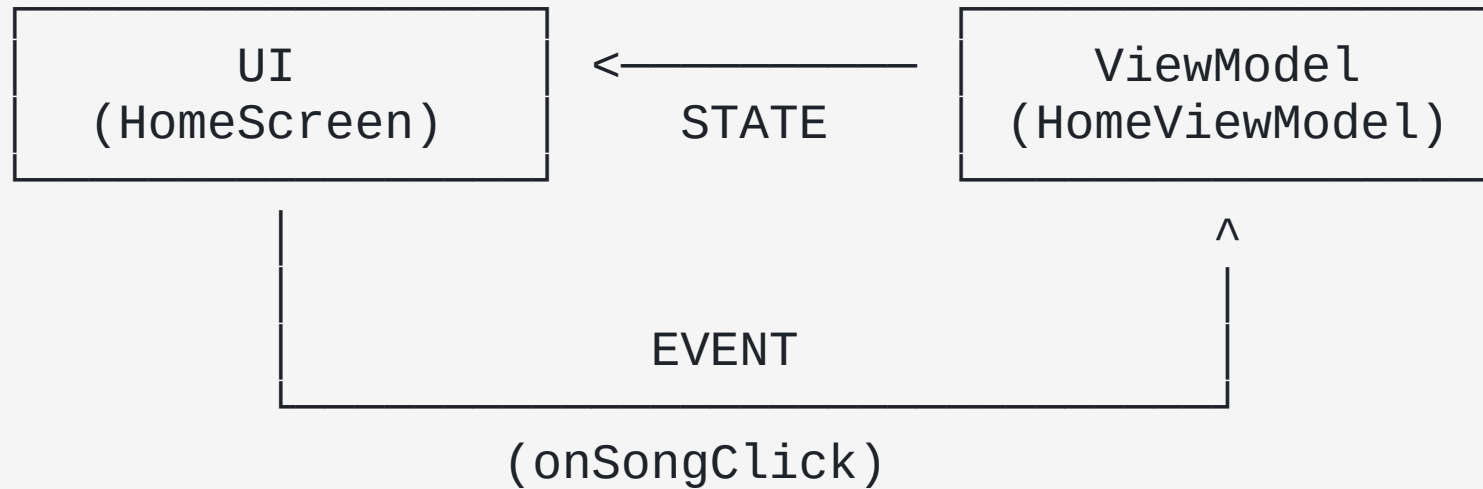 UI
(HomeScreen)
<
STATE
ViewModel
(HomeViewModel)
^
EVENT
(onSongClick)